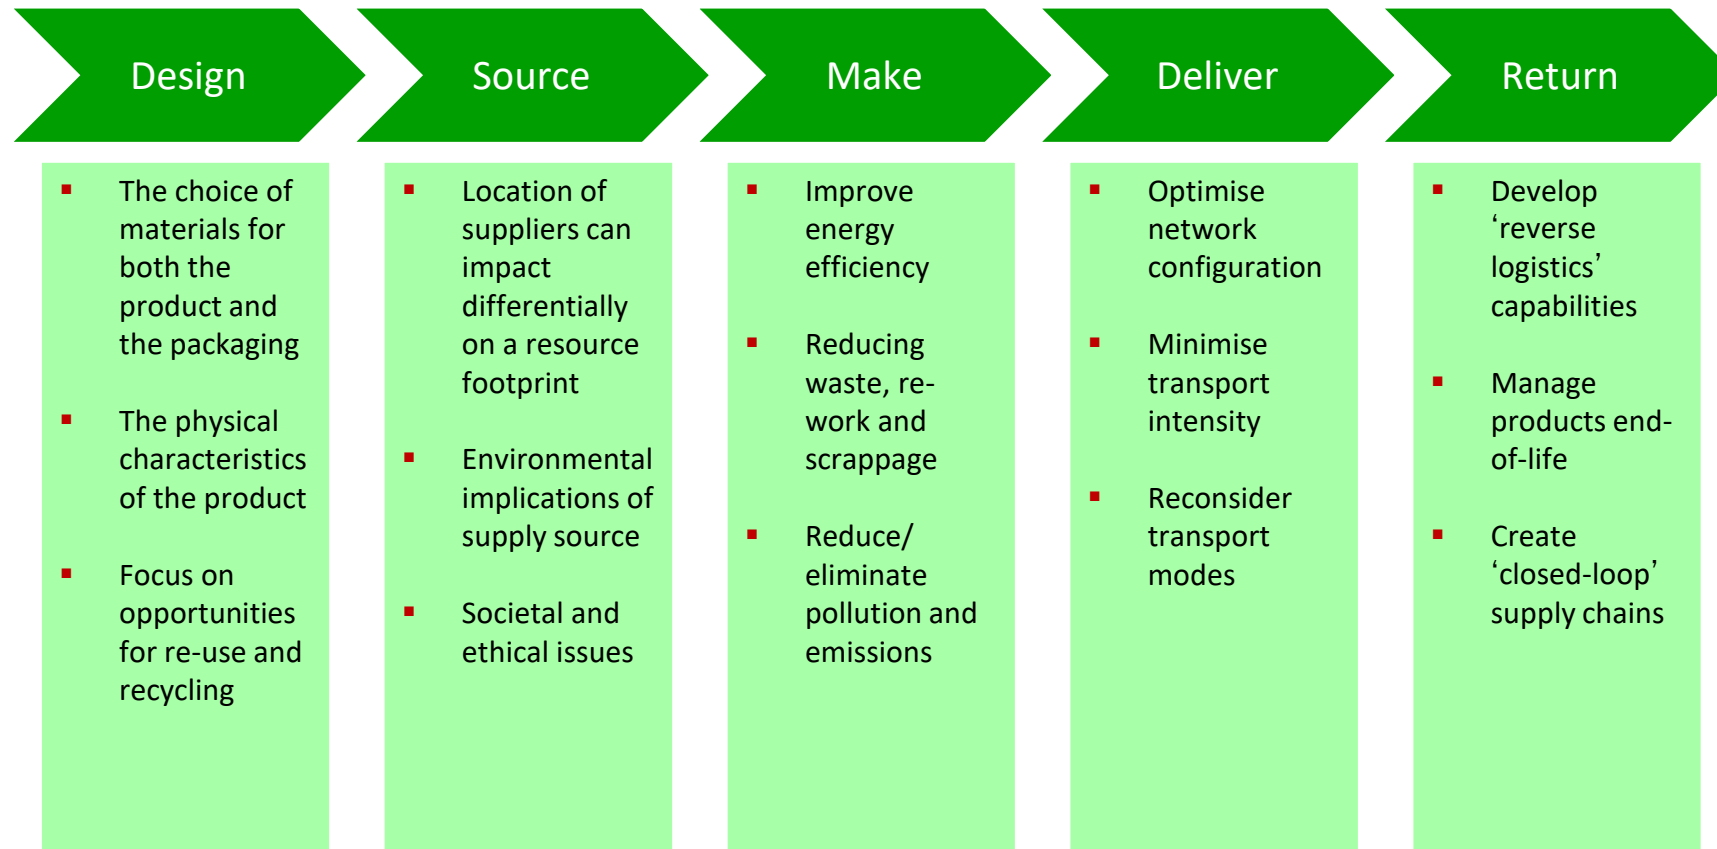 Design
Source
Make
Deliver
Return
▪ The choice of
materials for
both the
product and
the packaging
▪ The physical
characteristics
of the product
▪ Focus on
opportunities
for re-use and
recycling
▪ Location of
suppliers can
impact
differentially
on a resource
footprint
▪ Environmental
implications of
supply source
▪ Societal and
ethical issues
▪ Improve
energy
efficiency
▪ Reducing
waste, re-
work and
scrappage
▪ Reduce/
eliminate
pollution and
emissions
▪ Optimise
network
configuration
▪ Minimise
transport
intensity
▪ Reconsider
transport
modes
▪ Develop
‘reverse
logistics’
capabilities
▪ Manage
products end-
of-life
▪ Create
‘closed-loop’
supply chains